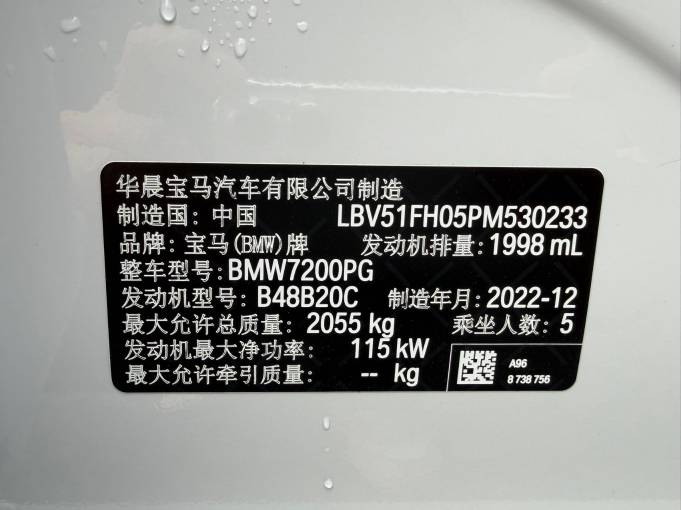 华晨宝马汽车有限公司制造
制造国: 中国 LBV51FH05PM530233
品牌: 宝马(BMW)牌 发动机排量: 1998 mL
整车型号: BMW7200PG
发动机型号: B48B20C 制造年月: 2022-12
最大允许总质量: 2055 kg 乘坐人数: 5
发动机最大净功率: 115 kW
最大允许牵引质量: -- kg
A96
8 738 756